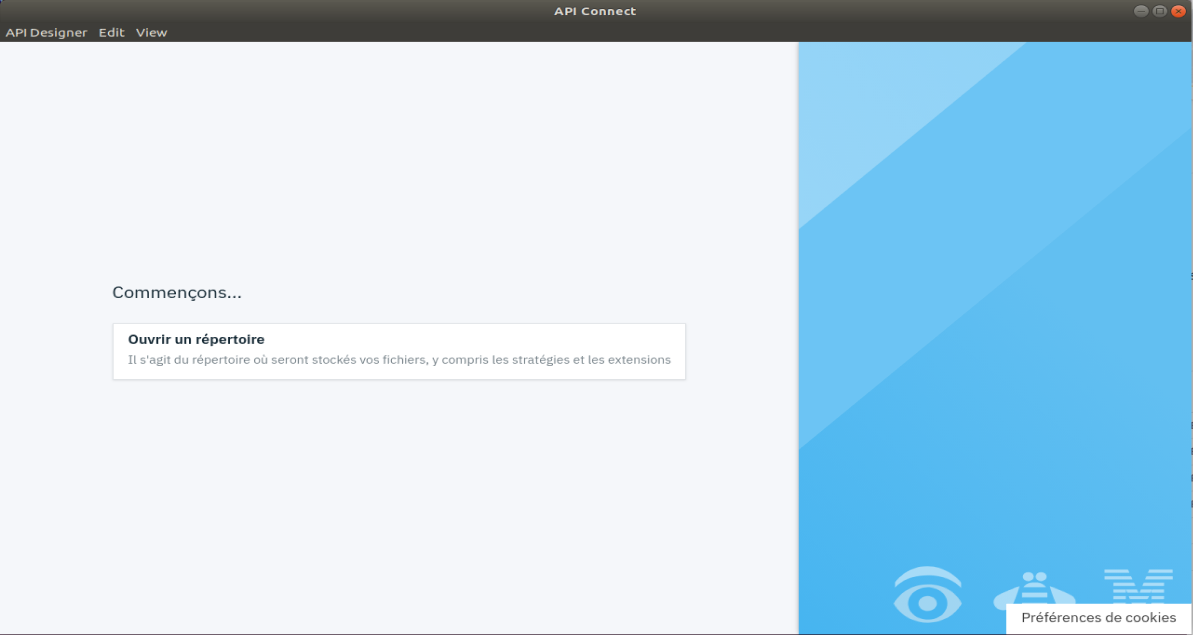 API Connect
API Designer Edit View
Commençons...
Ouvrir un répertoire
Il s'agit du répertoire où seront stockés vos fichiers, y compris les stratégies et les extensions
Préférences de cookies